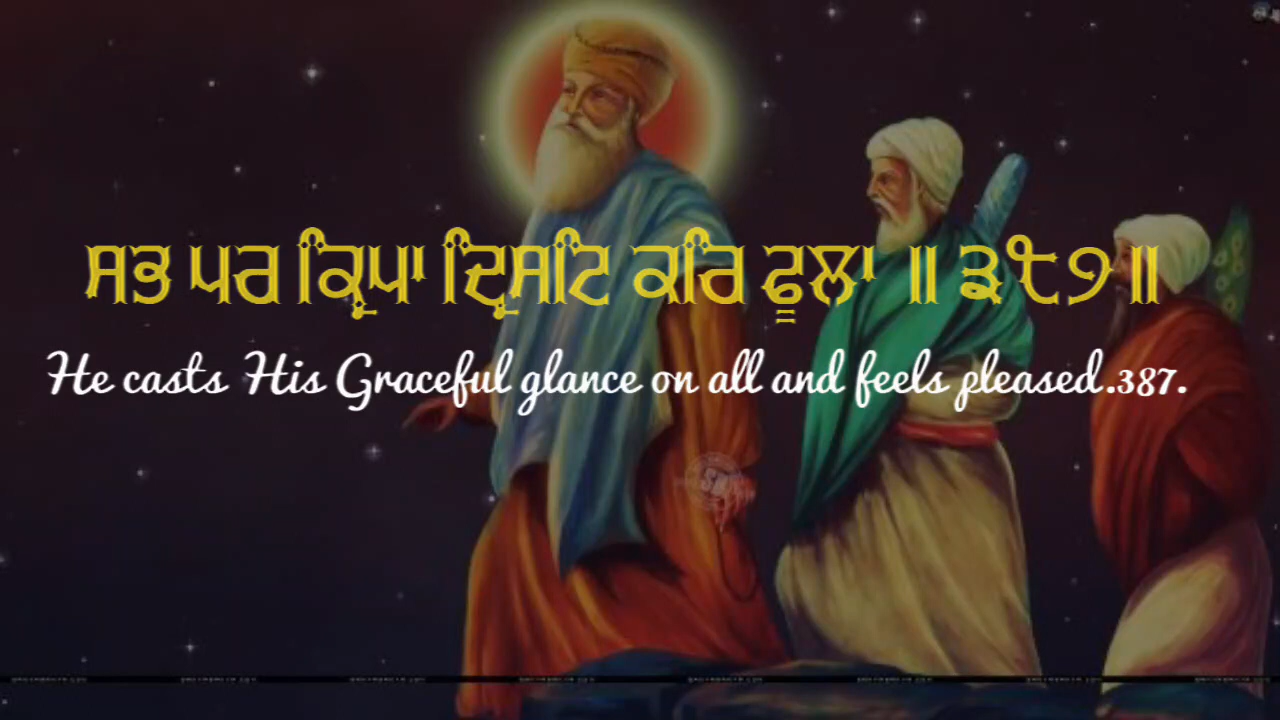 ਸਭ ਪਰ ਕ੍ਰਿਪਾ ਦ੍ਰਿਸਟਿ ਕਰਿ ਫੂਲਾ ॥ ੩੮੭॥
He casts His Graceful glance on all and feels pleased.387.